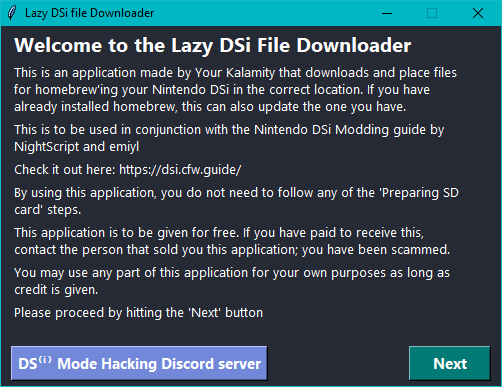 Lazy DSi file Downloader
Welcome to the Lazy DSi File Downloader
This is an application made by Your Kalamity that downloads and place files
for homebrew'ing your Nintendo DSi in the correct location. If you have
already installed homebrew, this can also update the one you have.
This is to be used in conjunction with the Nintendo DSi Modding guide by
NightScript and emiyl
Check it out here: https://dsi.cfw.guide/
By using this application, you do not need to follow any of the 'Preparing SD
card' steps.
This application is to be given for free. If you have paid to receive this,
contact the person that sold you this application; you have been scammed.
You may use any part of this application for your own purposes as long as
credit is given.
Please proceed by hitting the 'Next' button
DS⁽ⁱ⁾ Mode Hacking Discord server
Next